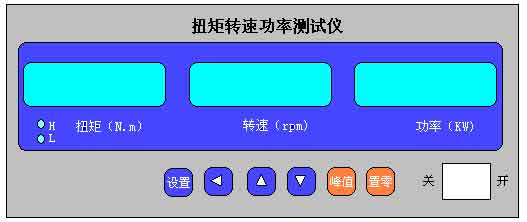 扭矩转速功率测试仪
H
L
扭矩（N.m） 转速（rpm） 功率（KW）
设置 峰值 置零 关 开